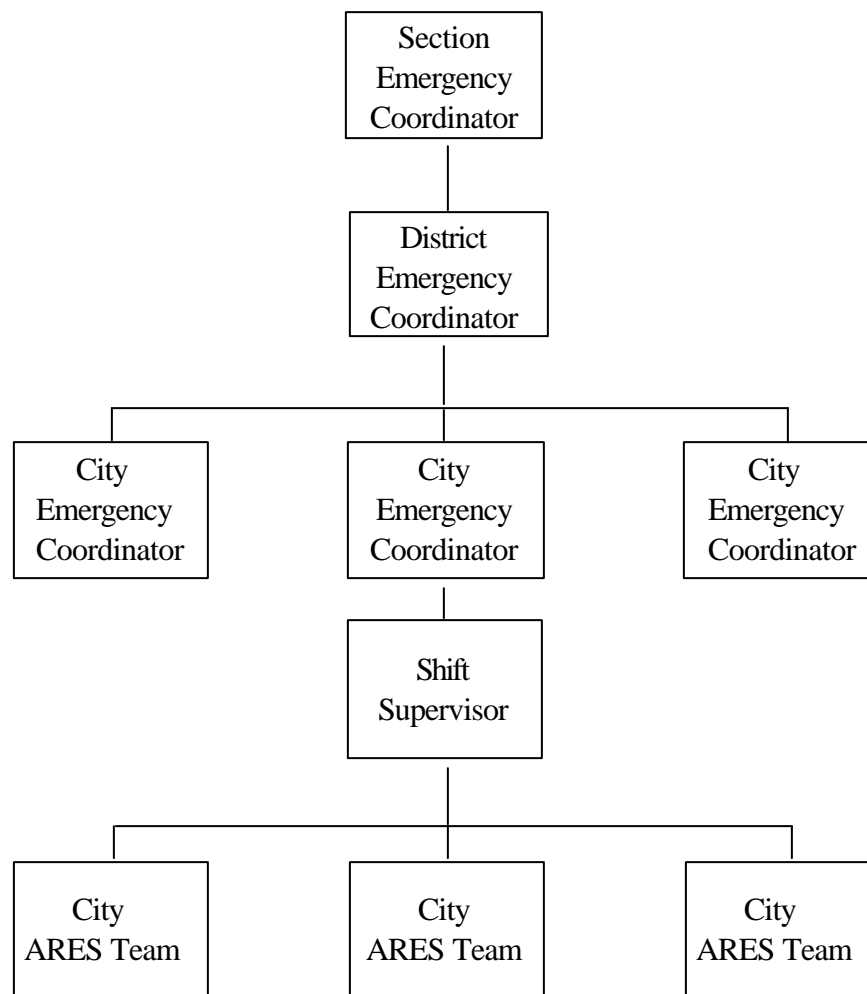 Section
Emergency
Coordinator
District
Emergency
Coordinator
City
Emergency
Coordinator
City
Emergency
Coordinator
City
Emergency
Coordinator
Shift
Supervisor
City
ARES Team
City
ARES Team
City
ARES Team